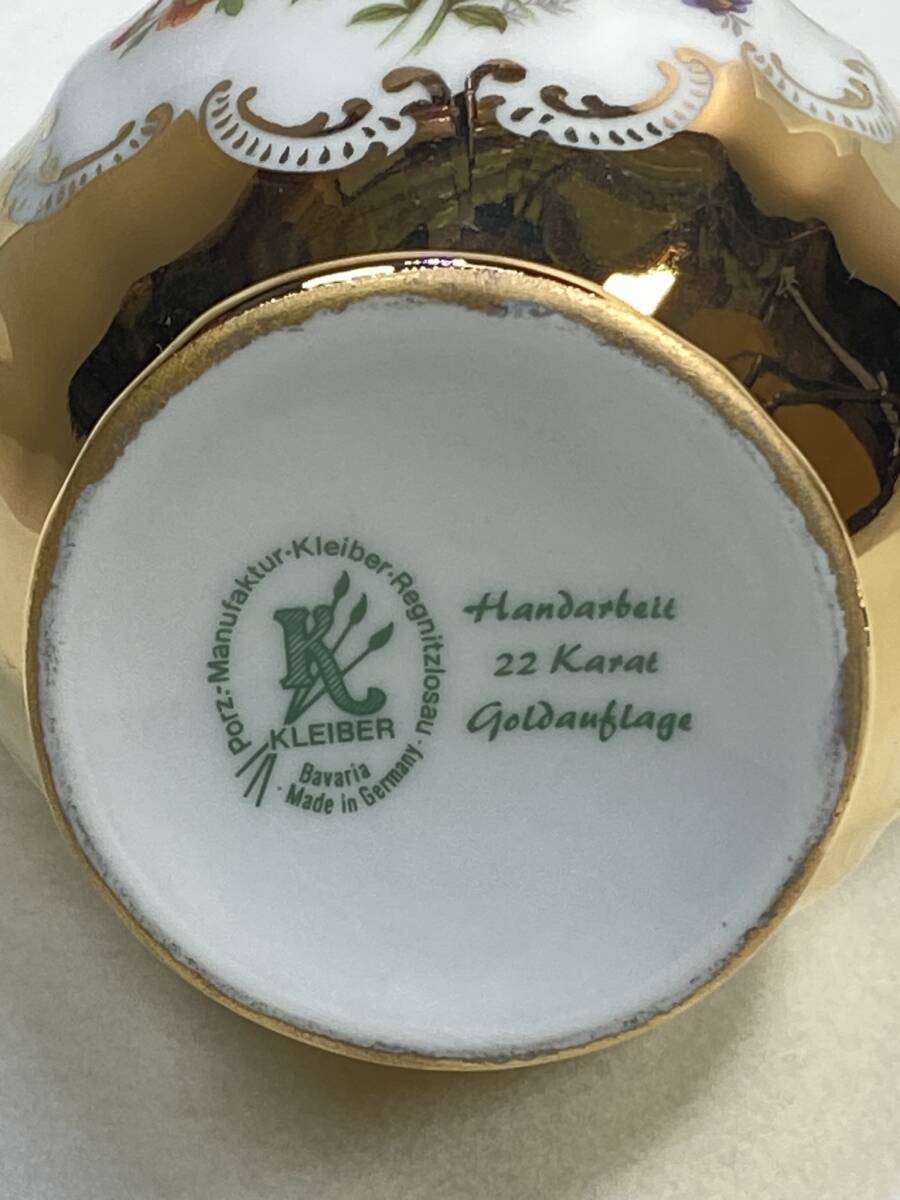 Porz.-Manufaktur·Kleiber·Regnitzlosau·
K
KLEIBER
Bavaria
·Made in Germany·
Handarbeit
22 Karat
Goldauflage